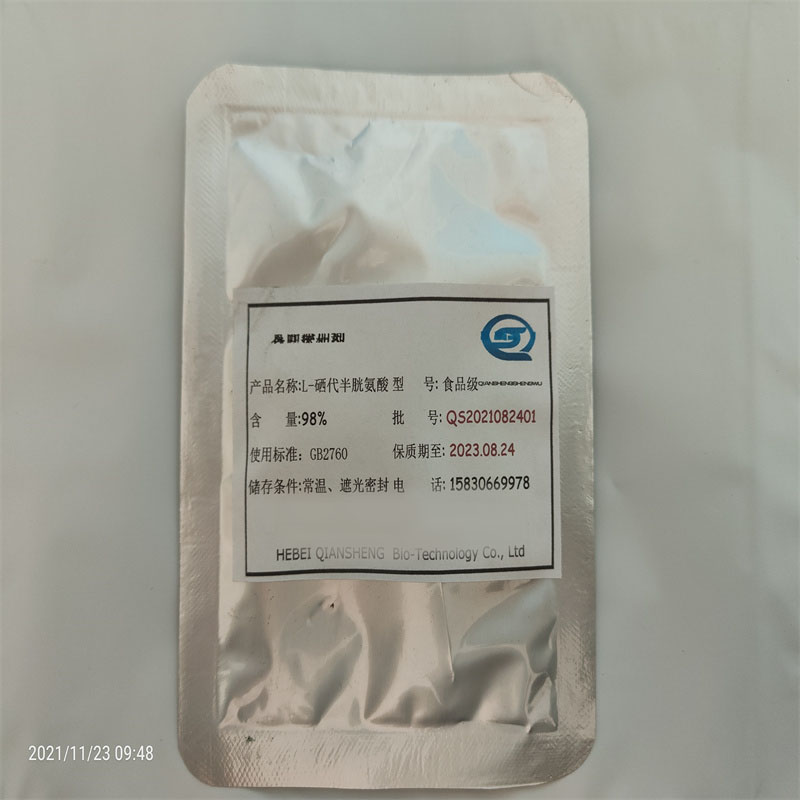 产品名称:L-硒代半胱氨酸 型 号: 食品级
QIANSHENGSHENGWU
含 量:98% 批 号: QS2021082401
使用标准: GB2760 保质期至: 2023.08.24
储存条件:常温、遮光密封 电 话: 15830669978
HEBEI QIANSHENG Bio-Technology Co., Ltd
2021/11/23 09:48